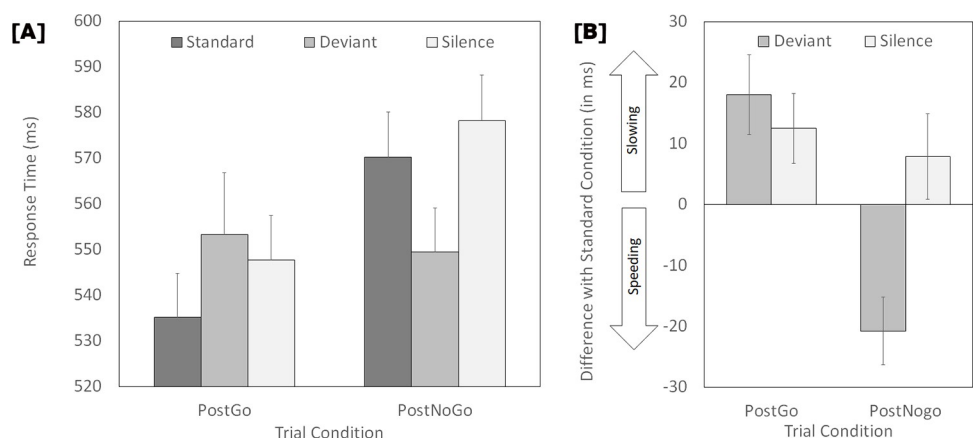 [A]
Standard
Deviant
Silence
Response Time (ms)
600
590
580
570
560
550
540
530
520
PostGo
PostNoGo
Trial Condition
[B]
Deviant
Silence
Difference with Standard Condition (in ms)
Slowing
Speeding
30
20
10
0
-10
-20
-30
PostGo
PostNogo
Trial Condition